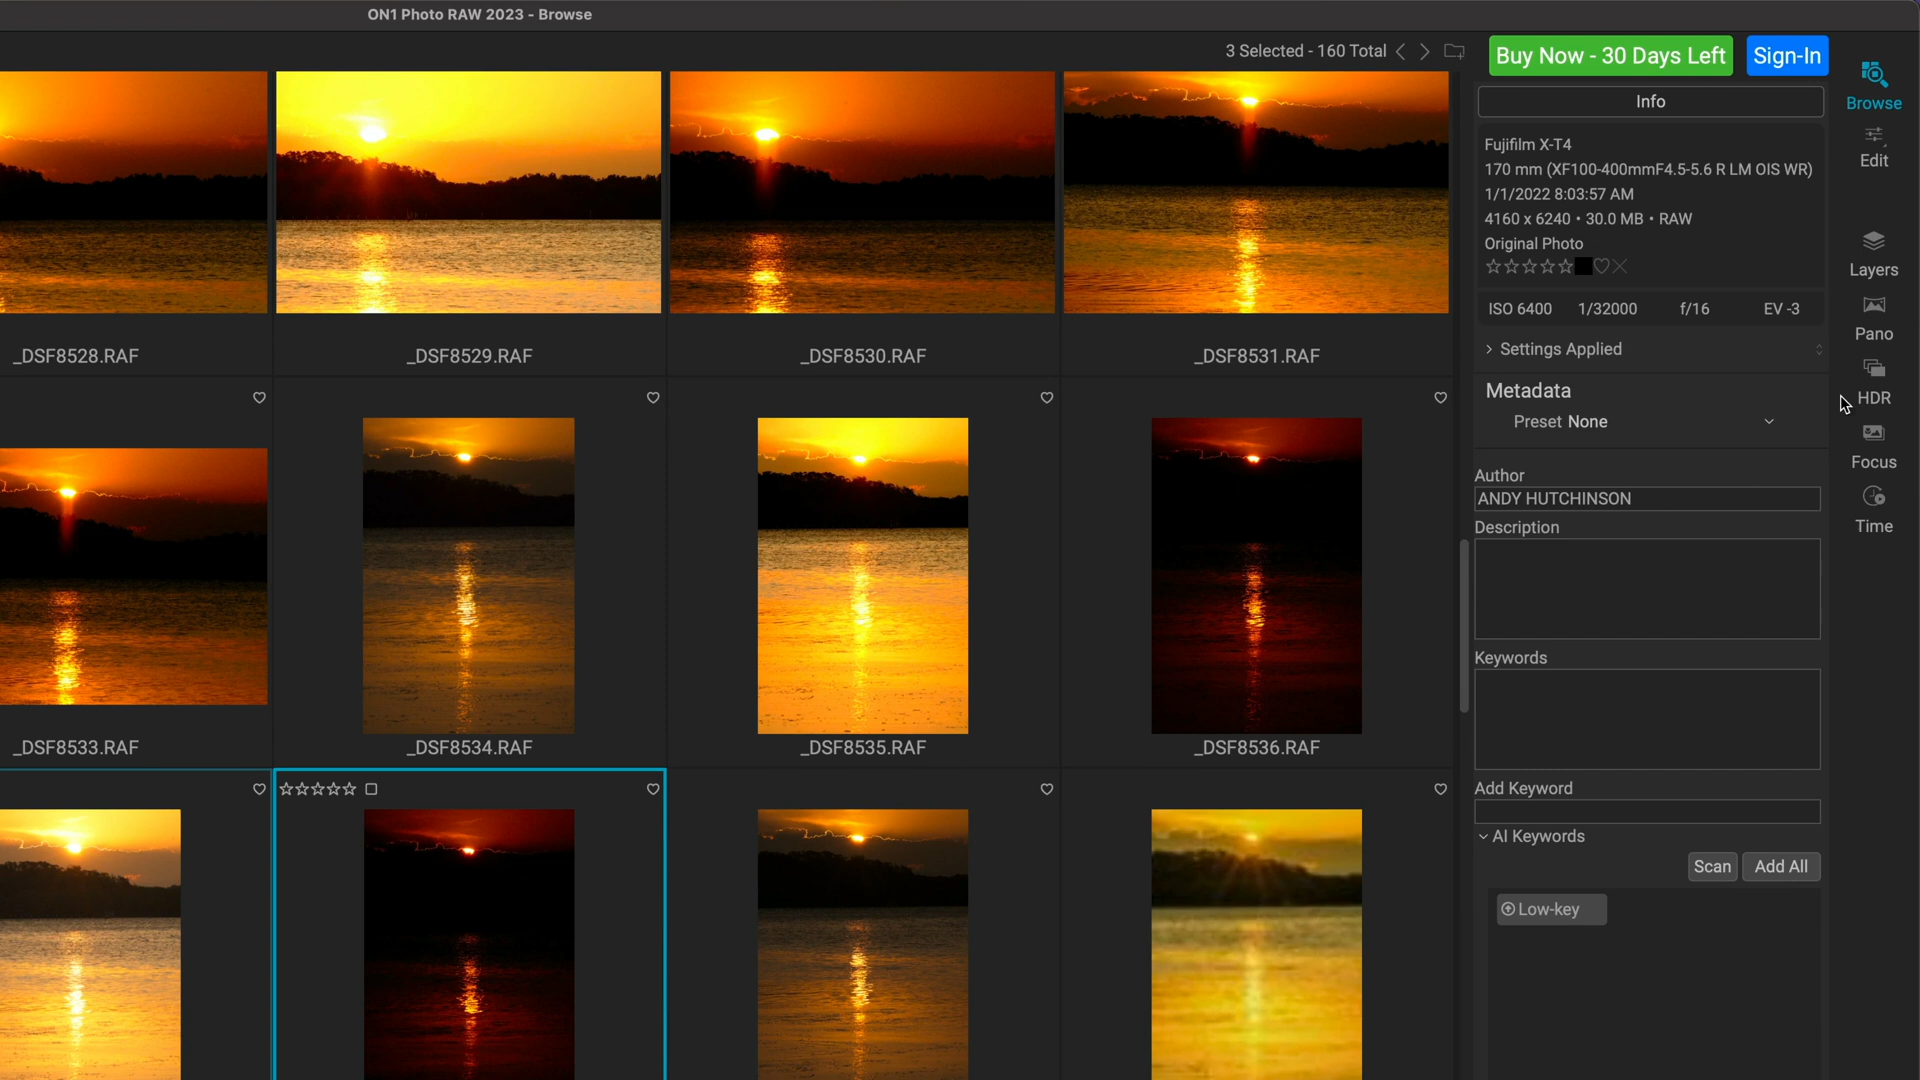 ON1 Photo RAW 2023 - Browse
3 Selected - 160 Total
Buy Now - 30 Days Left
Sign-In
Browse
Edit
Layers
Pano
HDR
Focus
Time
Info
Fujifilm X-T4
170 mm (XF100-400mmF4.5-5.6 R LM OIS WR)
1/1/2022 8:03:57 AM
4160 x 6240 • 30.0 MB • RAW
Original Photo
ISO 6400 1/32000 f/16 EV -3
Settings Applied
Metadata
Preset None
Author
ANDY HUTCHINSON
Description
Keywords
Add Keyword
AI Keywords
Scan Add All
Low-key
_DSF8528.RAF
_DSF8529.RAF
_DSF8530.RAF
_DSF8531.RAF
_DSF8533.RAF
_DSF8534.RAF
_DSF8535.RAF
_DSF8536.RAF